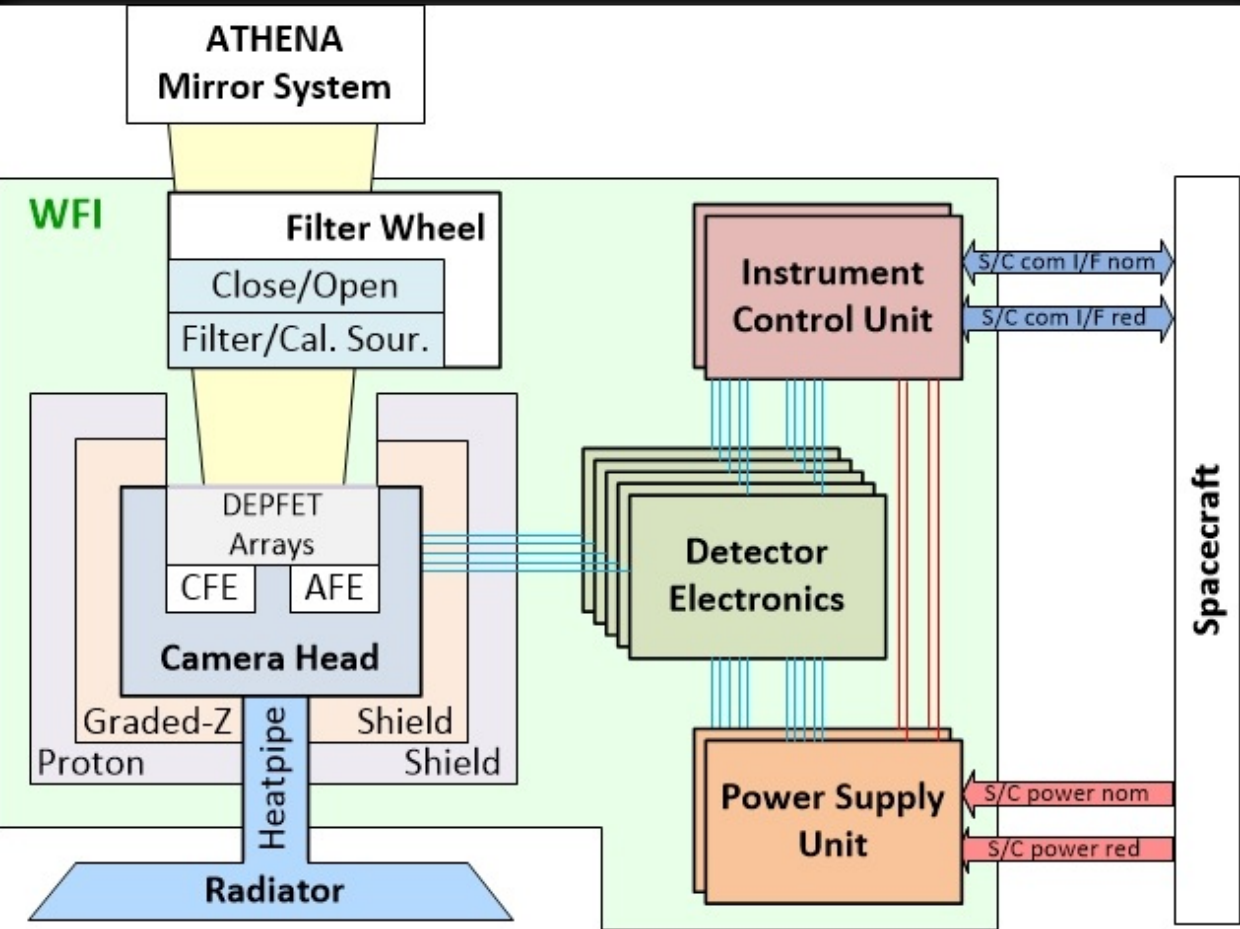 ATHENA
Mirror System
WFI
Filter Wheel
Close/Open
Filter/Cal. Sour.
DEPFET
Arrays
CFE AFE
Camera Head
Graded-Z Shield
Proton Shield
Heatpipe
Radiator
Instrument
Control Unit
Detector
Electronics
Power Supply
Unit
S/C com I/F nom
S/C com I/F red
S/C power nom
S/C power red
Spacecraft